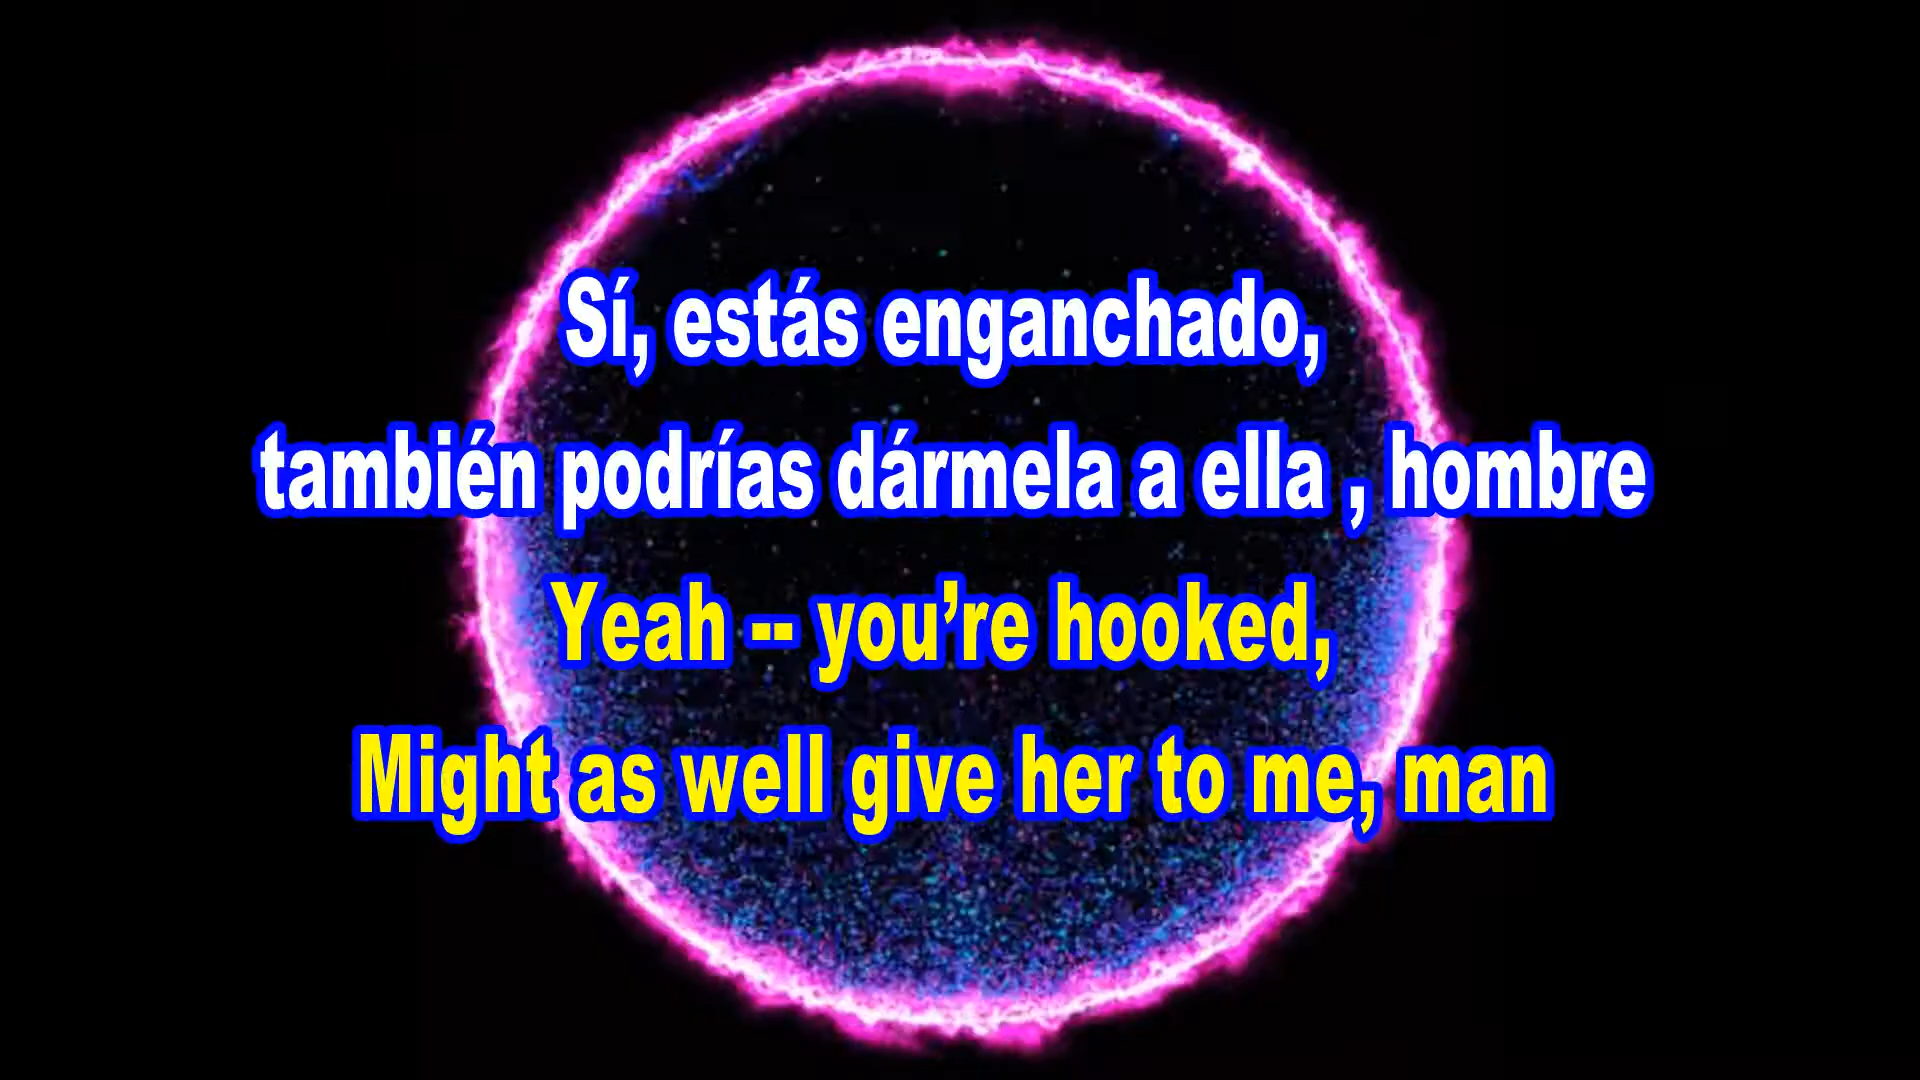 Sí, estás enganchado,
también podrías dármela a ella , hombre
Yeah -- you’re hooked,
Might as well give her to me, man